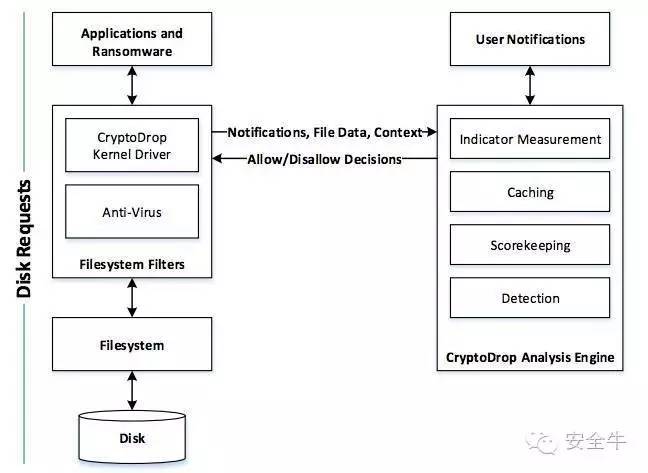 Disk Requests
Applications and
Ransomware
CryptoDrop
Kernel Driver
Anti-Virus
Filesystem Filters
Filesystem
Disk
Notifications, File Data, Context
Allow/Disallow Decisions
User Notifications
Indicator Measurement
Caching
Scorekeeping
Detection
CryptoDrop Analysis Engine
安全牛